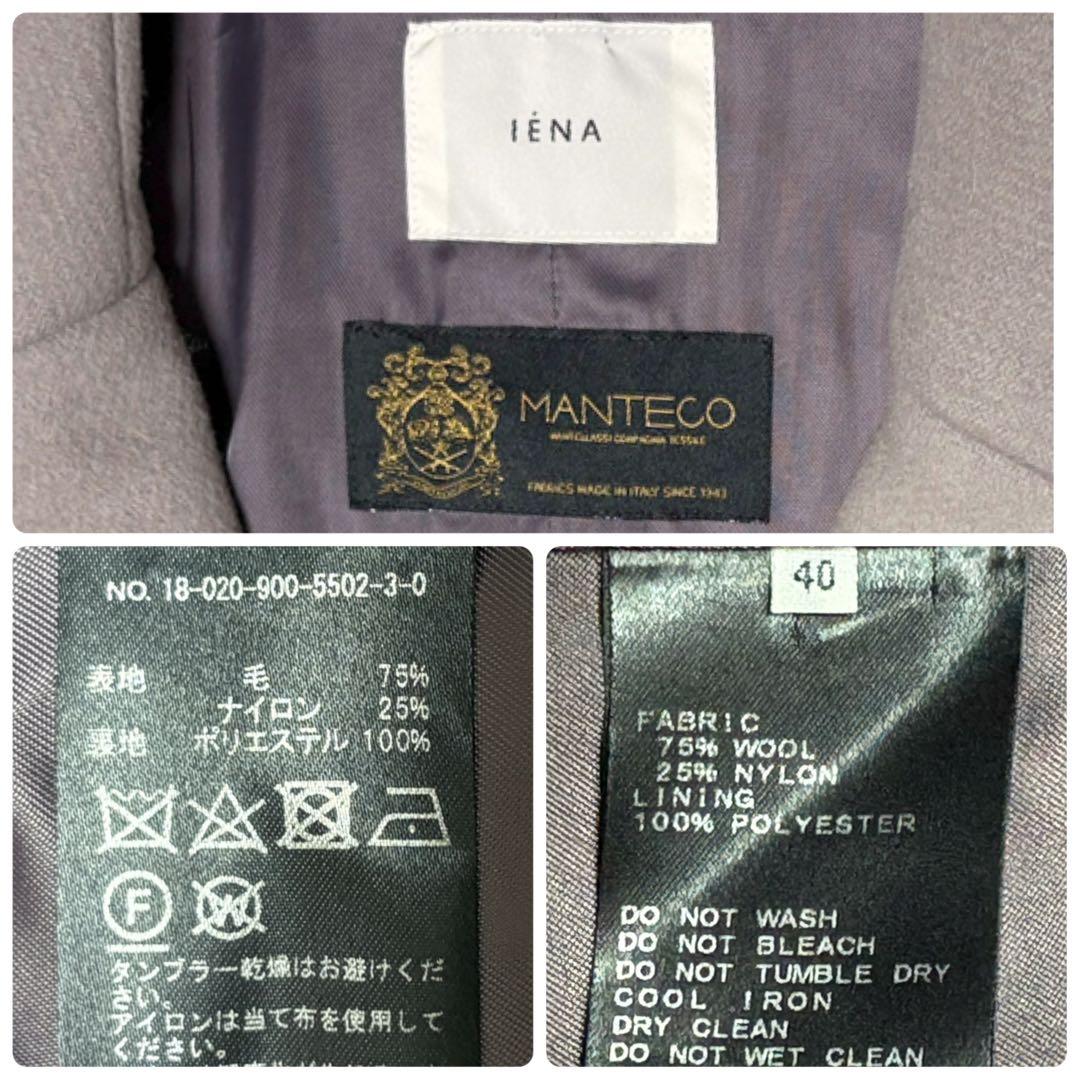 IĖNA
MANTECO
MANTELLASSI COMPAGNIA TESSILE
FABRICS MADE IN ITALY SINCE 1943
NO. 18-020-900-5502-3-0
表地 毛 75%
ナイロン 25%
裏地 ポリエステル 100%
F
W
タンブラー乾燥はお避けくだ
さい。
アイロンは当て布を使用して
ください。
40
FABRIC
75% WOOL
25% NYLON
LINING
100% POLYESTER
DO NOT WASH
DO NOT BLEACH
DO NOT TUMBLE DRY
COOL IRON
DRY CLEAN
DO NOT WET CLEAN